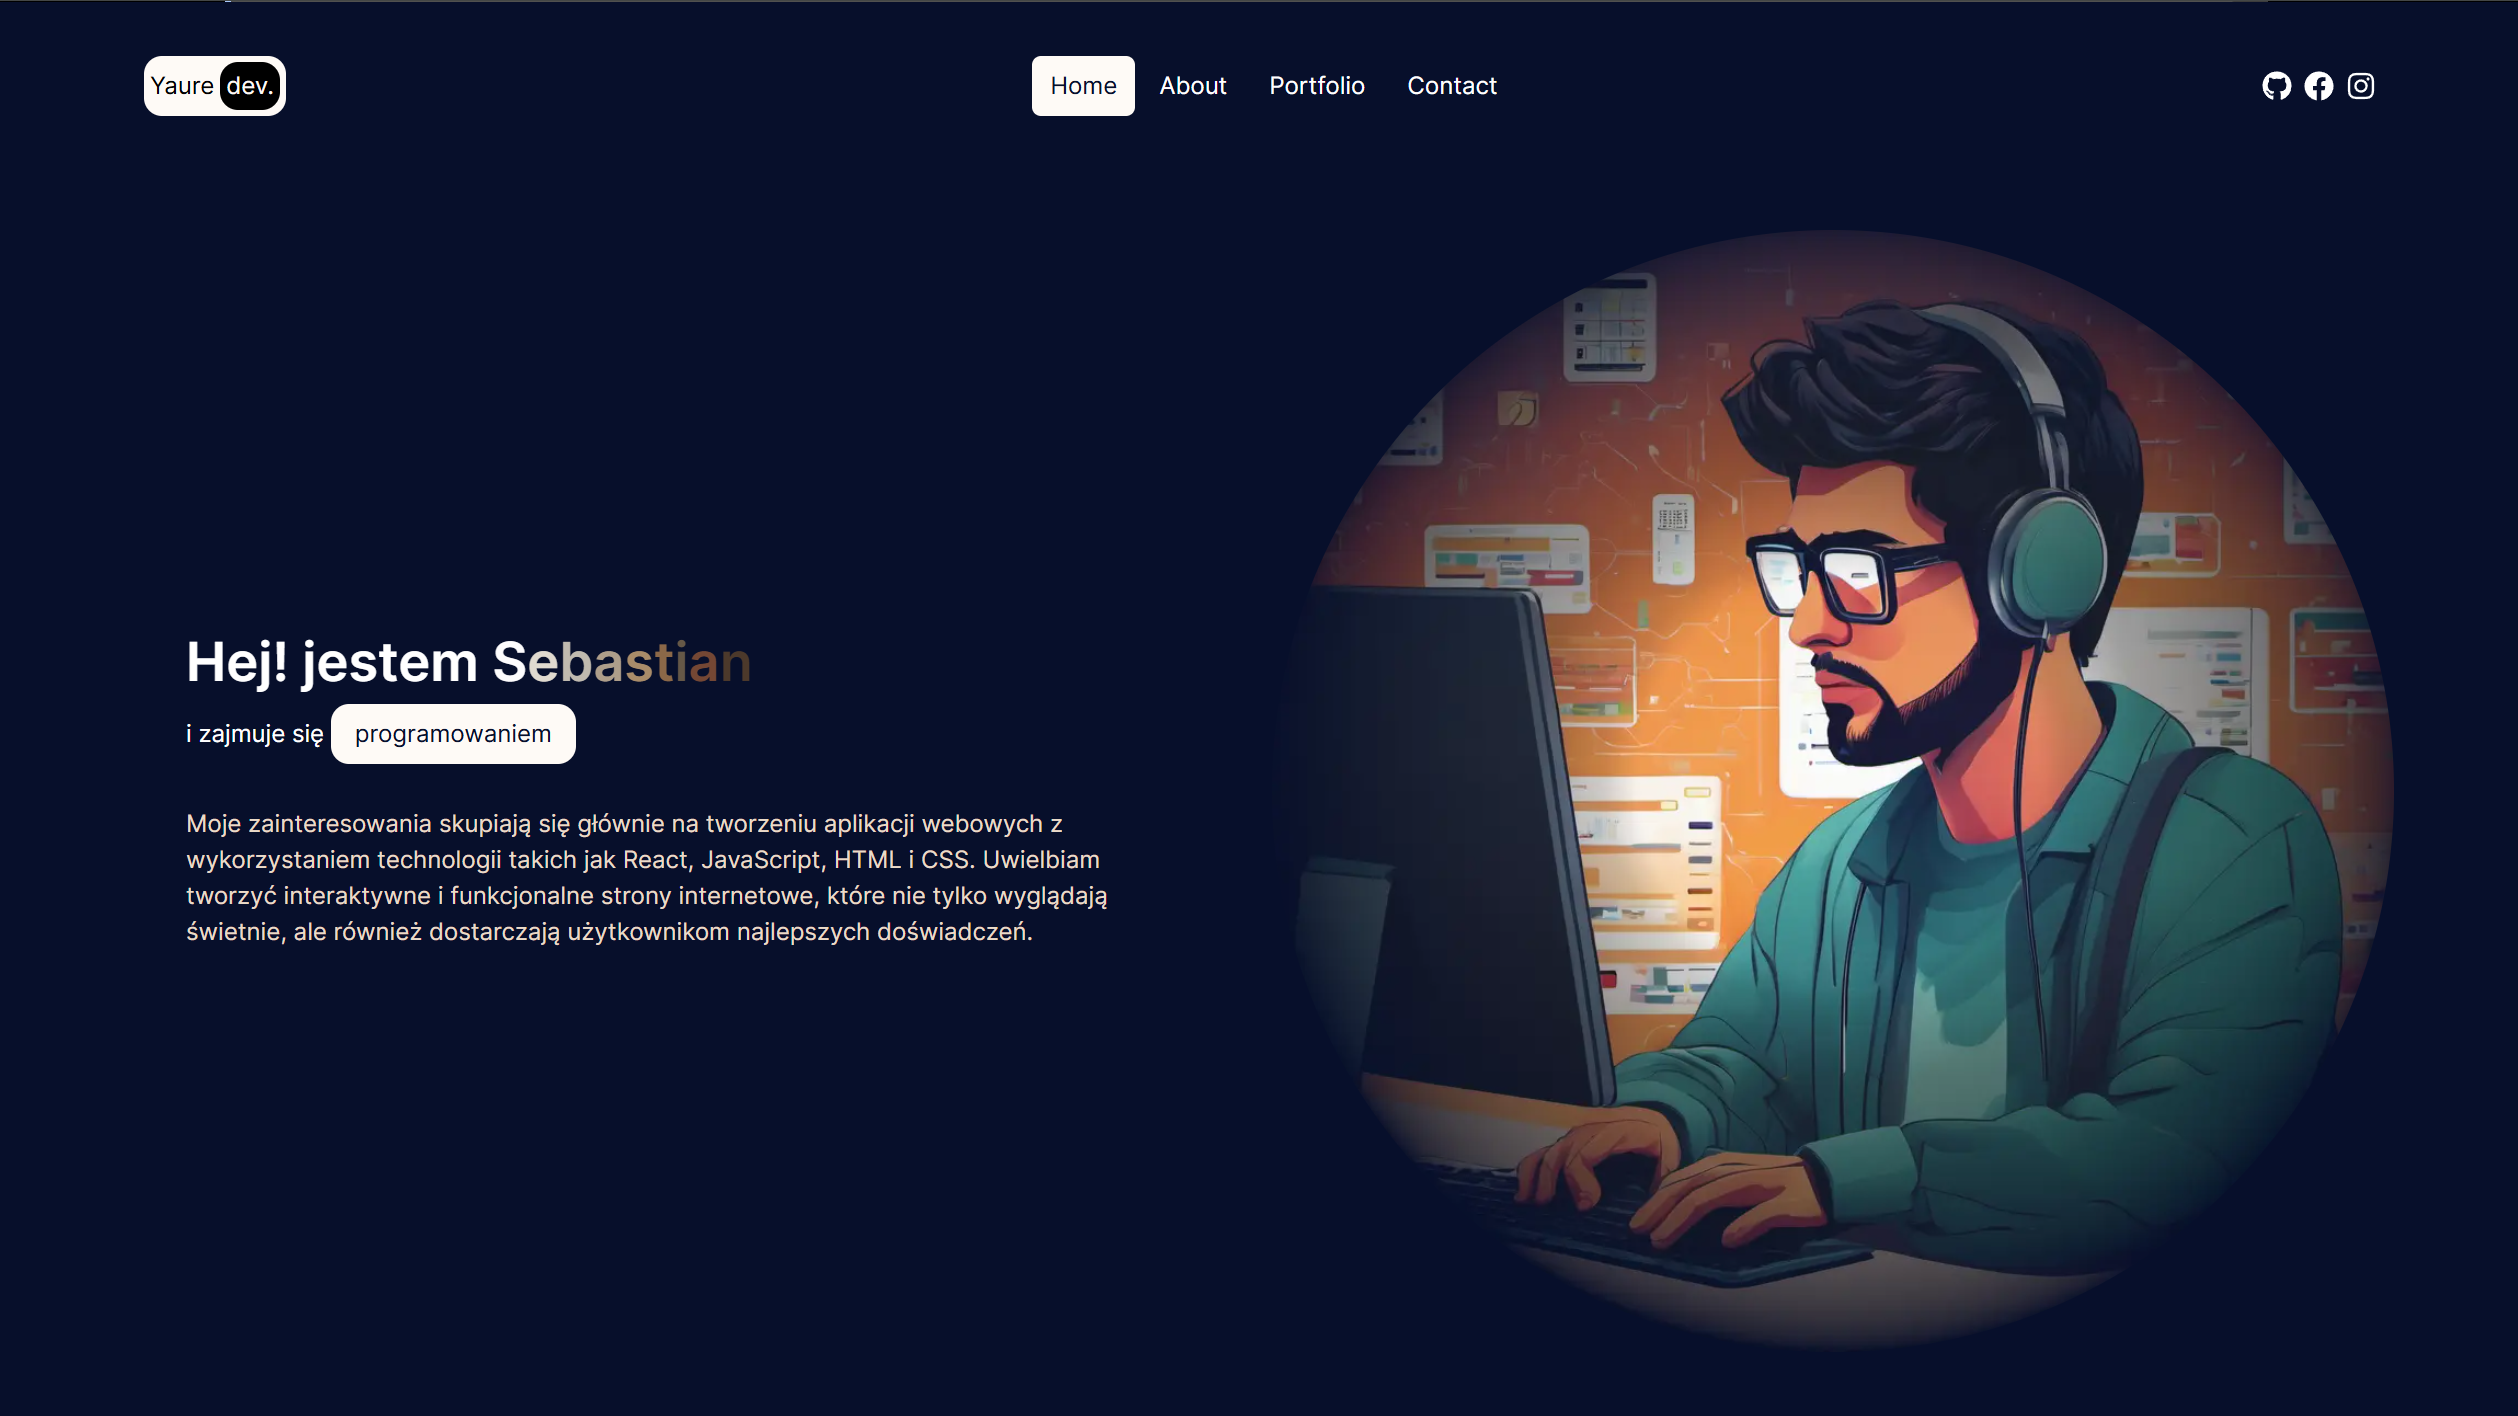 Yaure dev.
Home About Portfolio Contact
Hej! jestem Sebastian
i zajmuje się programowaniem
Moje zainteresowania skupiają się głównie na tworzeniu aplikacji webowych z
wykorzystaniem technologii takich jak React, JavaScript, HTML i CSS. Uwielbiam
tworzyć interaktywne i funkcjonalne strony internetowe, które nie tylko wyglądają
świetnie, ale również dostarczają użytkownikom najlepszych doświadczeń.